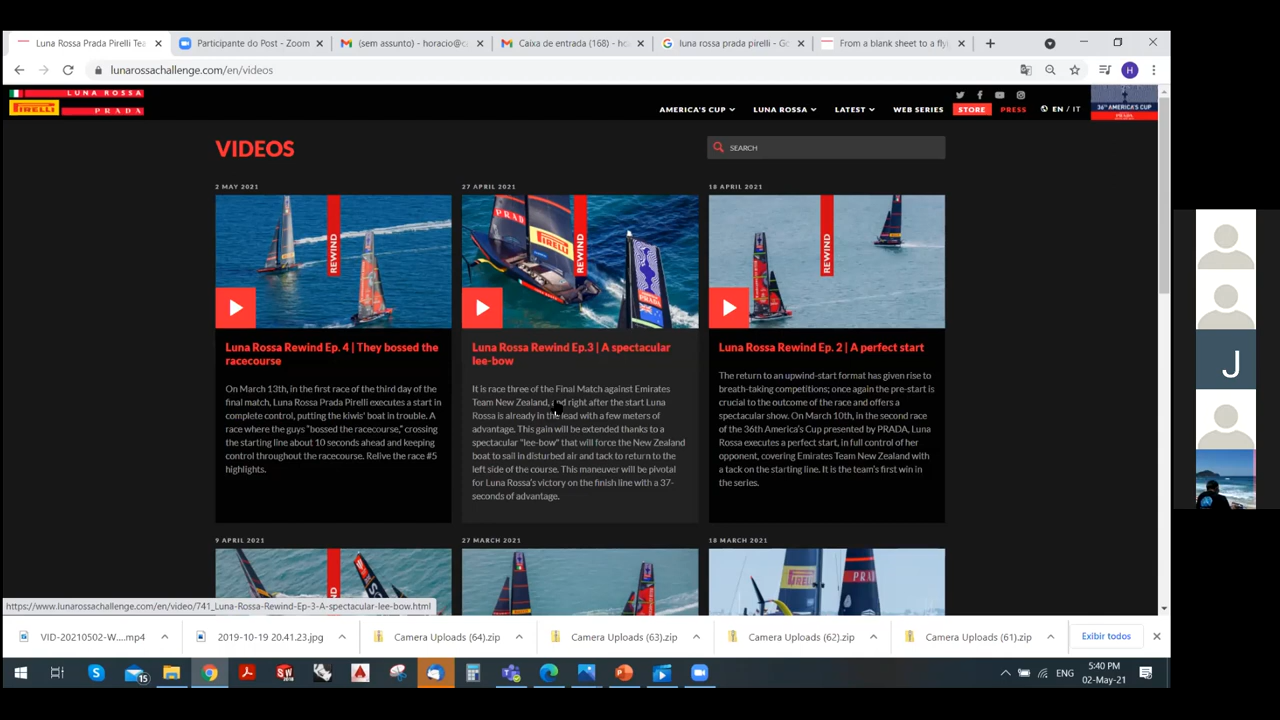 Luna Rossa Prada Pirelli Tea
Participante do Post - Zoom
(sem assunto) - horacio@c
Caixa de entrada (168) - ho
luna rossa prada pirelli - Go
From a blank sheet to a fly
lunarossachallenge.com/en/videos
H
LUNA ROSSA
PIRELLI
PRADA
AMERICA'S CUP
LUNA ROSSA
LATEST
WEB SERIES
STORE
PRESS
EN / IT
36TH AMERICA'S CUP
VIDEOS
SEARCH
2 MAY 2021
27 APRIL 2021
18 APRIL 2021
REWIND
PRADA
PIRELLI
REWIND
PRADA
REWIND
Luna Rossa Rewind Ep. 4 | They bossed the
racecourse
On March 13th, in the first race of the third day of the
final match, Luna Rossa Prada Pirelli executes a start in
complete control, putting the kiwis' boat in trouble. A
race where the guys "bossed the racecourse," crossing
the starting line about 10 seconds ahead and keeping
control throughout the racecourse. Relive the race #5
highlights.
Luna Rossa Rewind Ep.3 | A spectacular
lee-bow
It is race three of the Final Match against Emirates
Team New Zealand, and right after the start Luna
Rossa is already in the lead with a few meters of
advantage. This gain will be extended thanks to a
spectacular "lee-bow" that will force the New Zealand
boat to sail in disturbed air and tack to return to the
left side of the course. This maneuver will be pivotal
for Luna Rossa's victory on the finish line with a 37-
seconds of advantage.
Luna Rossa Rewind Ep. 2 | A perfect start
The return to an upwind-start format has given rise to
breath-taking competitions; once again the pre-start is
crucial to the outcome of the race and offers a
spectacular show. On March 10th, in the second race
of the 36th America's Cup presented by PRADA, Luna
Rossa executes a perfect start, in full control of her
opponent, covering Emirates Team New Zealand with
a tack on the starting line. It is the team's first win in
the series.
9 APRIL 2021
27 MARCH 2021
18 MARCH 2021
PIRELLI
https://www.lunarossachallenge.com/en/video/741_Luna-Rossa-Rewind-Ep-3-A-spectacular-lee-bow.html
VID-20210502-W....mp4
2019-10-19 20.41.23.jpg
Camera Uploads (64).zip
Camera Uploads (63).zip
Camera Uploads (62).zip
Camera Uploads (61).zip
Exibir todos
15
ENG
5:40 PM
02-May-21
J